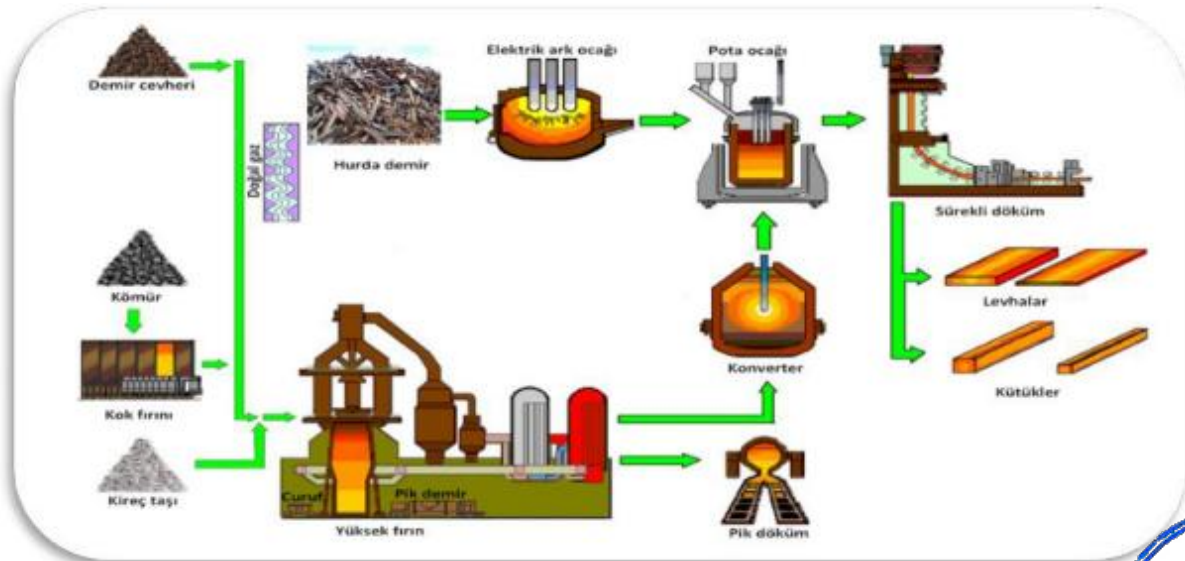 Demir cevheri
Doğal gaz
Hurda demir
Elektrik ark ocağı
Pota ocağı
Sürekli döküm
Levhalar
Kütükler
Kömür
Kok fırını
Kireç taşı
Curuf
Pik demir
Yüksek fırın
Konverter
Pik döküm